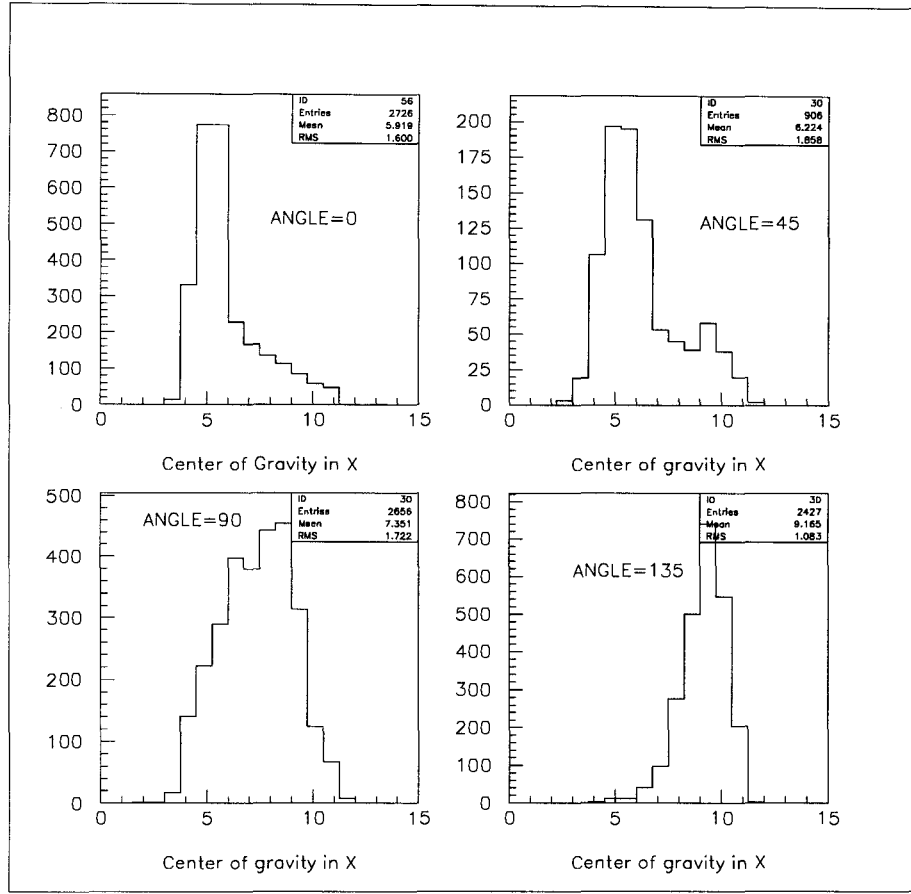 ID 56
Entries 2726
Mean 5.919
RMS 1.600
ANGLE=0
800
700
600
500
400
300
200
100
0
0 5 10 15
Center of Gravity in X
ID 30
Entries 906
Mean 6.224
RMS 1.858
ANGLE=45
200
175
150
125
100
75
50
25
0
0 5 10 15
Center of gravity in X
ID 30
Entries 2656
Mean 7.351
RMS 1.722
ANGLE=90
500
400
300
200
100
0
0 5 10 15
Center of gravity in X
ID 30
Entries 2427
Mean 9.165
RMS 1.083
ANGLE=135
800
700
600
500
400
300
200
100
0
0 5 10 15
Center of gravity in X